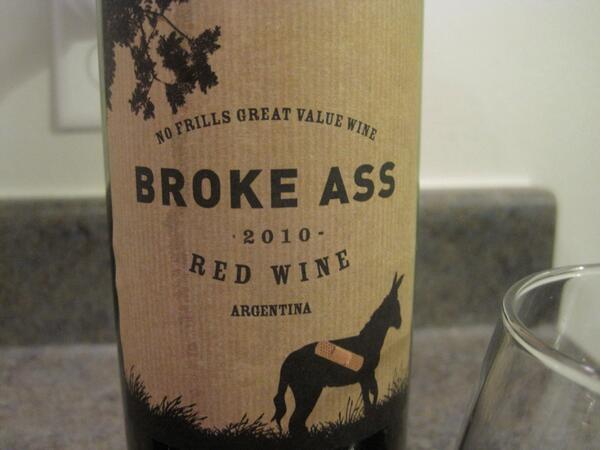 NO FRILLS GREAT VALUE WINE
BROKE ASS
·2010-
RED WINE
ARGENTINA